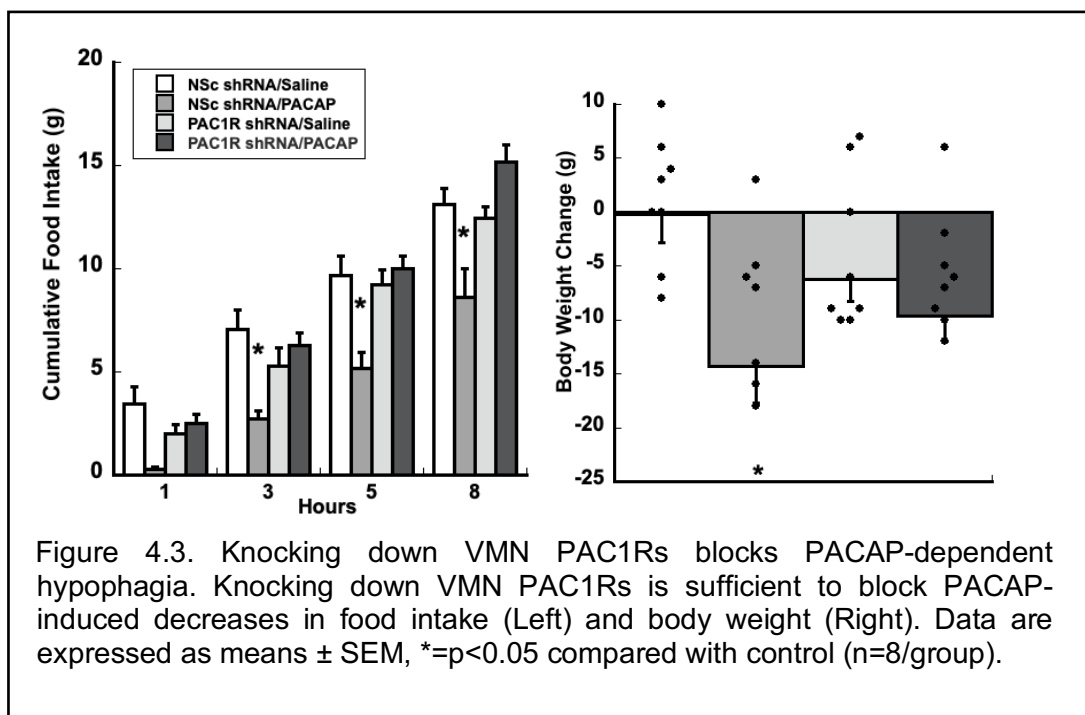 20
15
10
5
0
Cumulative Food Intake (g)
NSc shRNA/Saline
NSc shRNA/PACAP
PAC1R shRNA/Saline
PAC1R shRNA/PACAP
*
*
*
1 3 5 8
Hours
10
5
0
-5
-10
-15
-20
-25
Body Weight Change (g)
*
Figure 4.3. Knocking down VMN PAC1Rs blocks PACAP-dependent
hypophagia. Knocking down VMN PAC1Rs is sufficient to block PACAP-
induced decreases in food intake (Left) and body weight (Right). Data are
expressed as means ± SEM, *=p<0.05 compared with control (n=8/group).